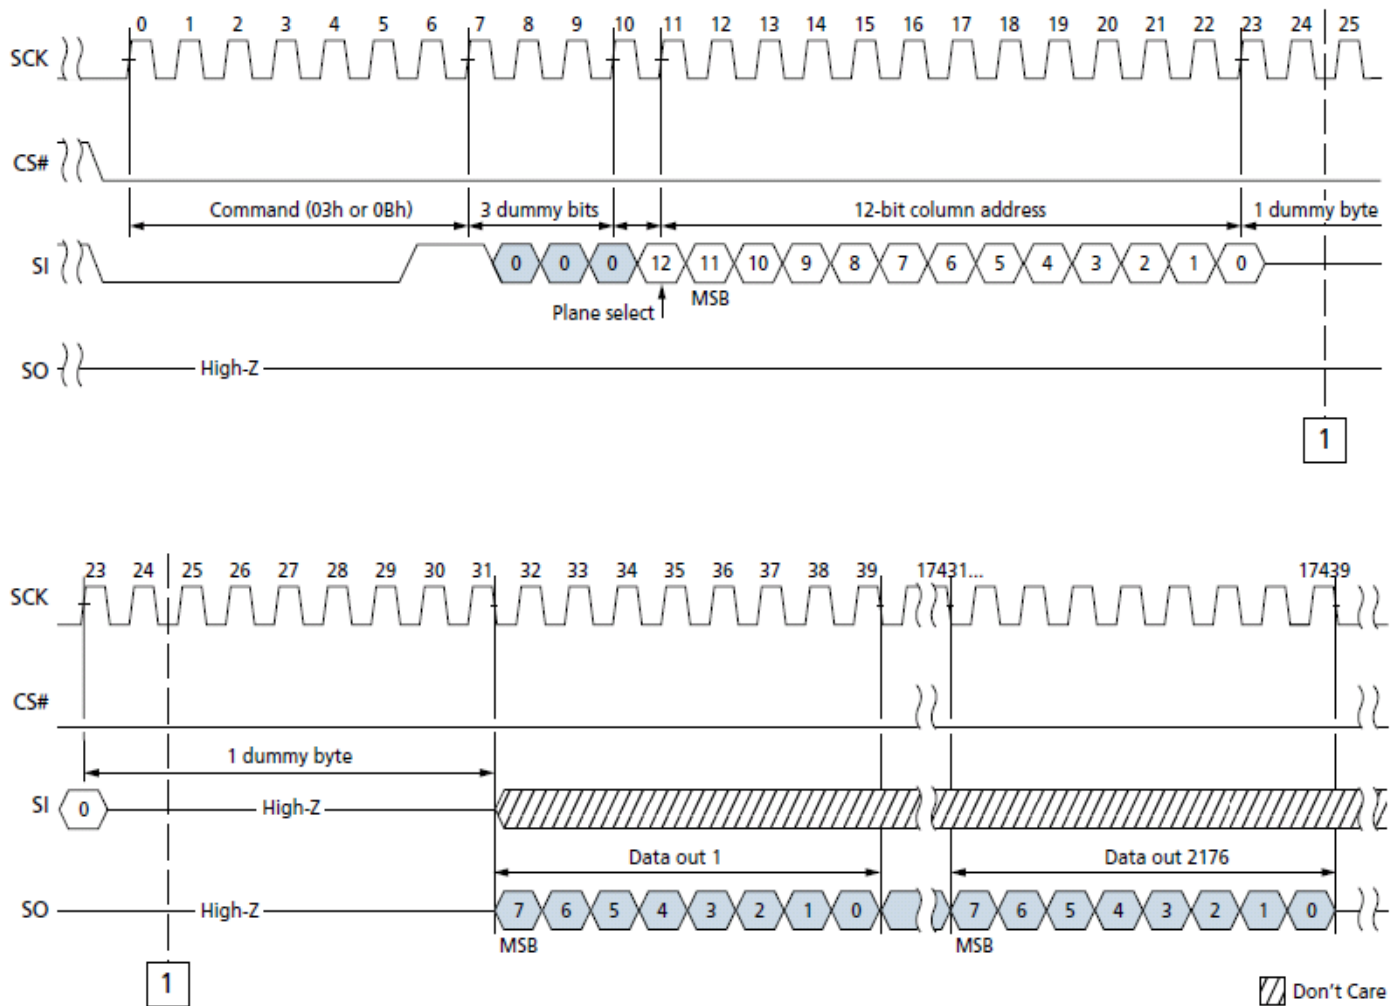 0 1 2 3 4 5 6 7 8 9 10 11 12 13 14 15 16 17 18 19 20 21 22 23 24 25
SCK
CS#
Command (03h or 0Bh) 3 dummy bits 12-bit column address 1 dummy byte
SI 0 0 0 12 11 10 9 8 7 6 5 4 3 2 1 0
Plane select MSB
SO High-Z
1
23 24 25 26 27 28 29 30 31 32 33 34 35 36 37 38 39 17431... 17439
SCK
CS#
1 dummy byte
SI 0 High-Z
Data out 1 Data out 2176
SO High-Z 7 6 5 4 3 2 1 0 7 6 5 4 3 2 1 0
MSB MSB
1
Don't Care